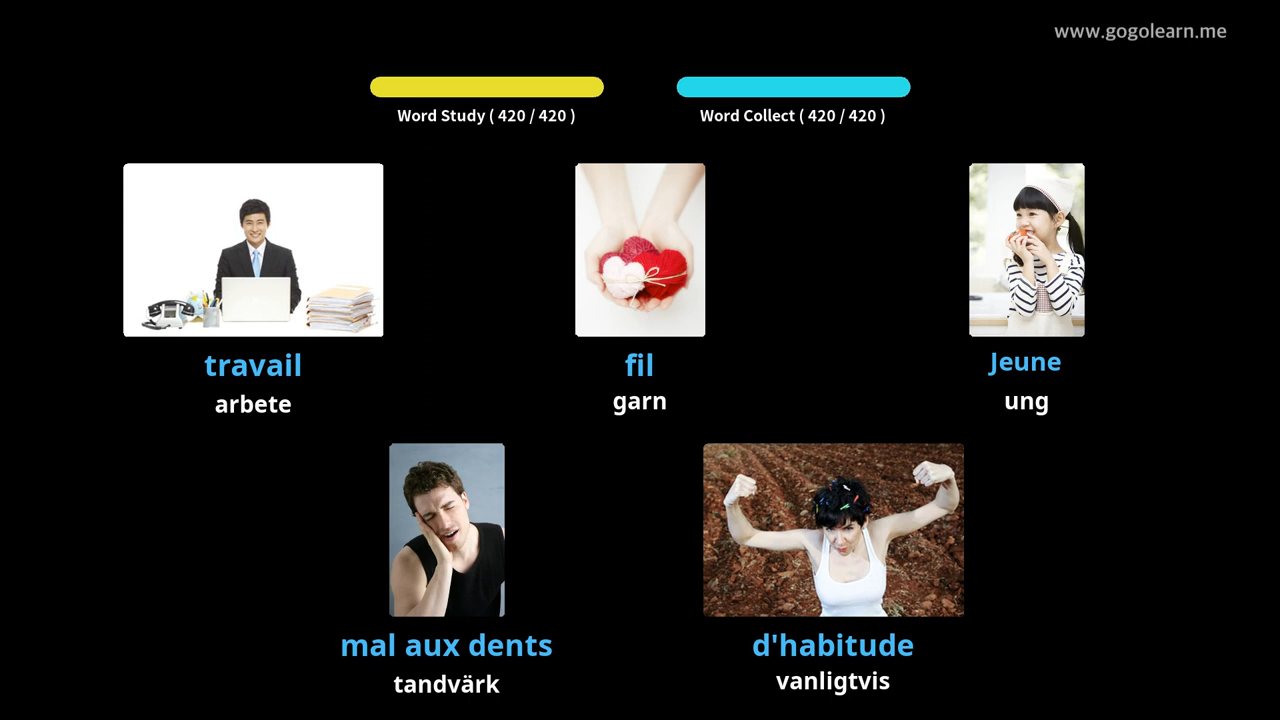 www.gogolearn.me
Word Study ( 420 / 420 )
Word Collect ( 420 / 420 )
travail
arbete
fil
garn
Jeune
ung
mal aux dents
tandvärk
d'habitude
vanligtvis